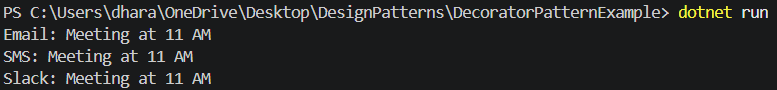 PS C:\Users\dhara\OneDrive\Desktop\DesignPatterns\DecoratorPatternExample> dotnet run
Email: Meeting at 11 AM
SMS: Meeting at 11 AM
Slack: Meeting at 11 AM